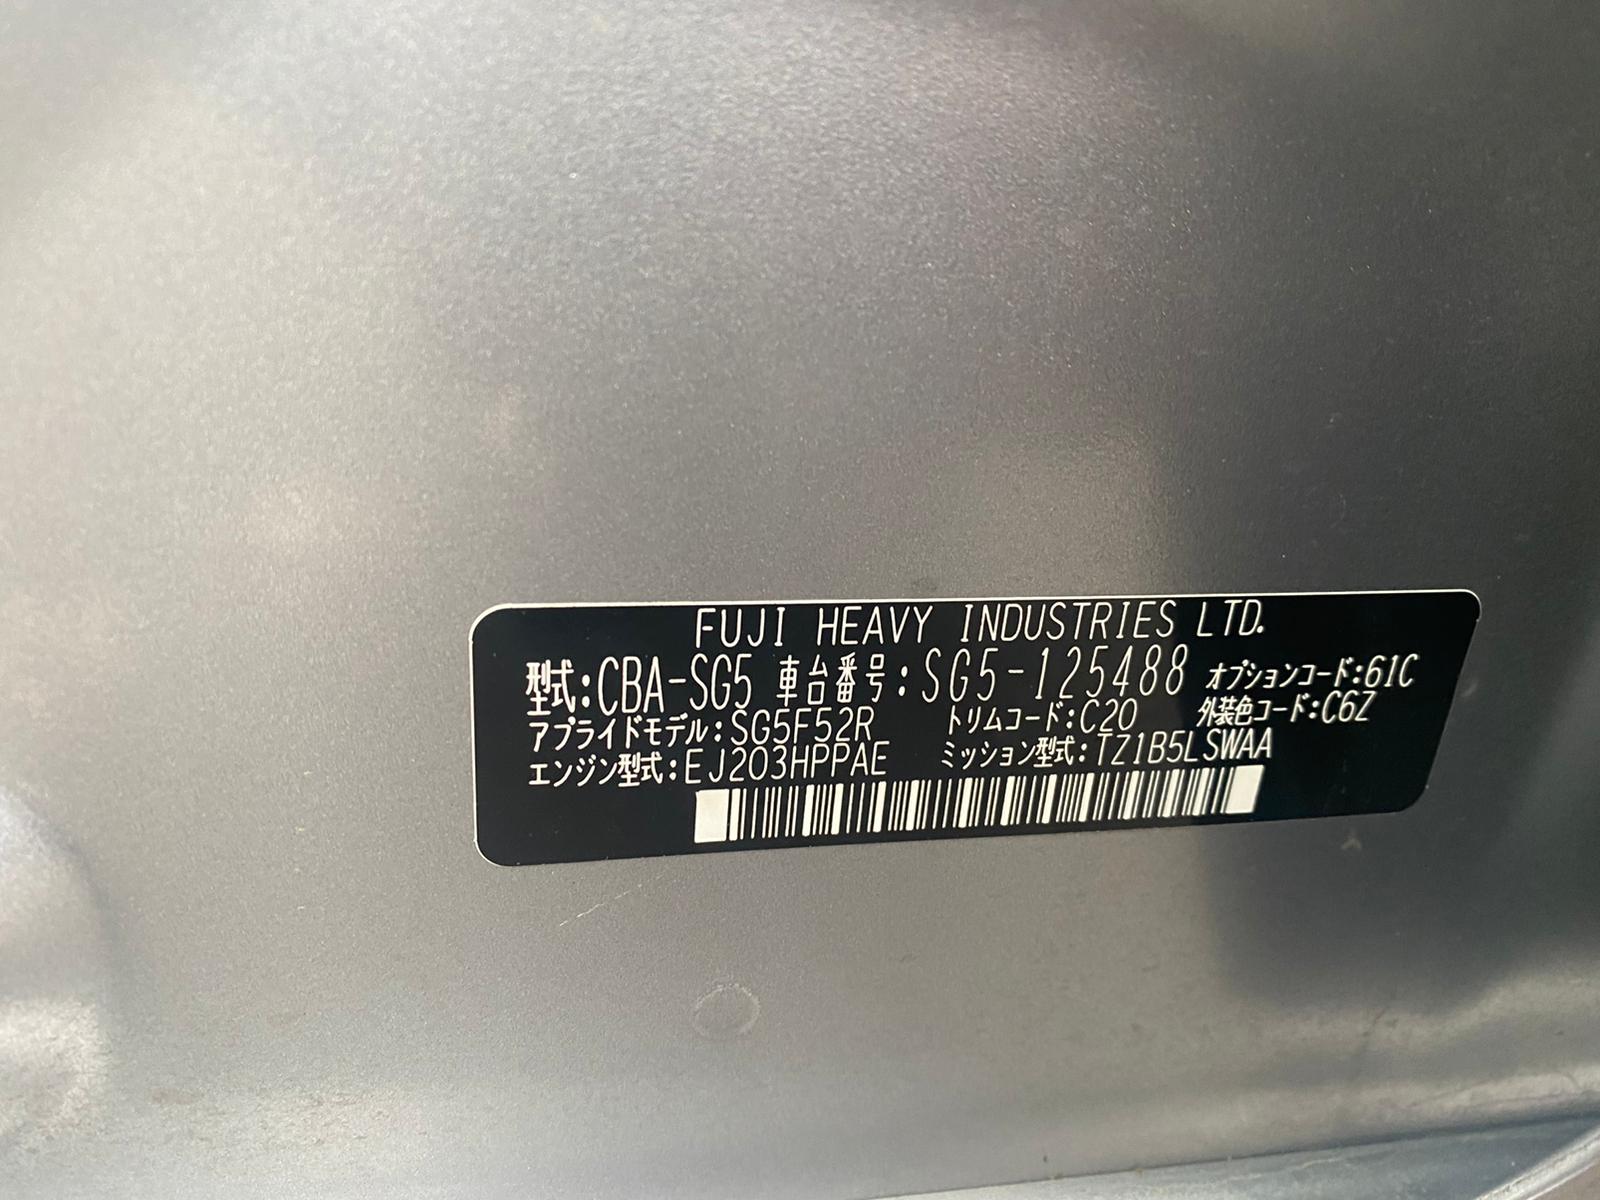 FUJI HEAVY INDUSTRIES LTD.
型式:CBA-SG5 車台番号:SG5-125488 オプションコード:61C
アプライドモデル:SG5F52R トリムコード:C20 外装色コード:C6Z
エンジン型式:EJ203HPPAE ミッション型式:TZ1B5LSWAA